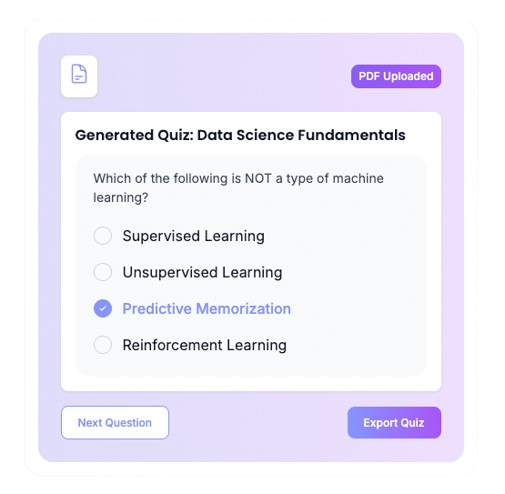 PDF Uploaded
Generated Quiz: Data Science Fundamentals
Which of the following is NOT a type of machine
learning?
Supervised Learning
Unsupervised Learning
Predictive Memorization
Reinforcement Learning
Next Question
Export Quiz